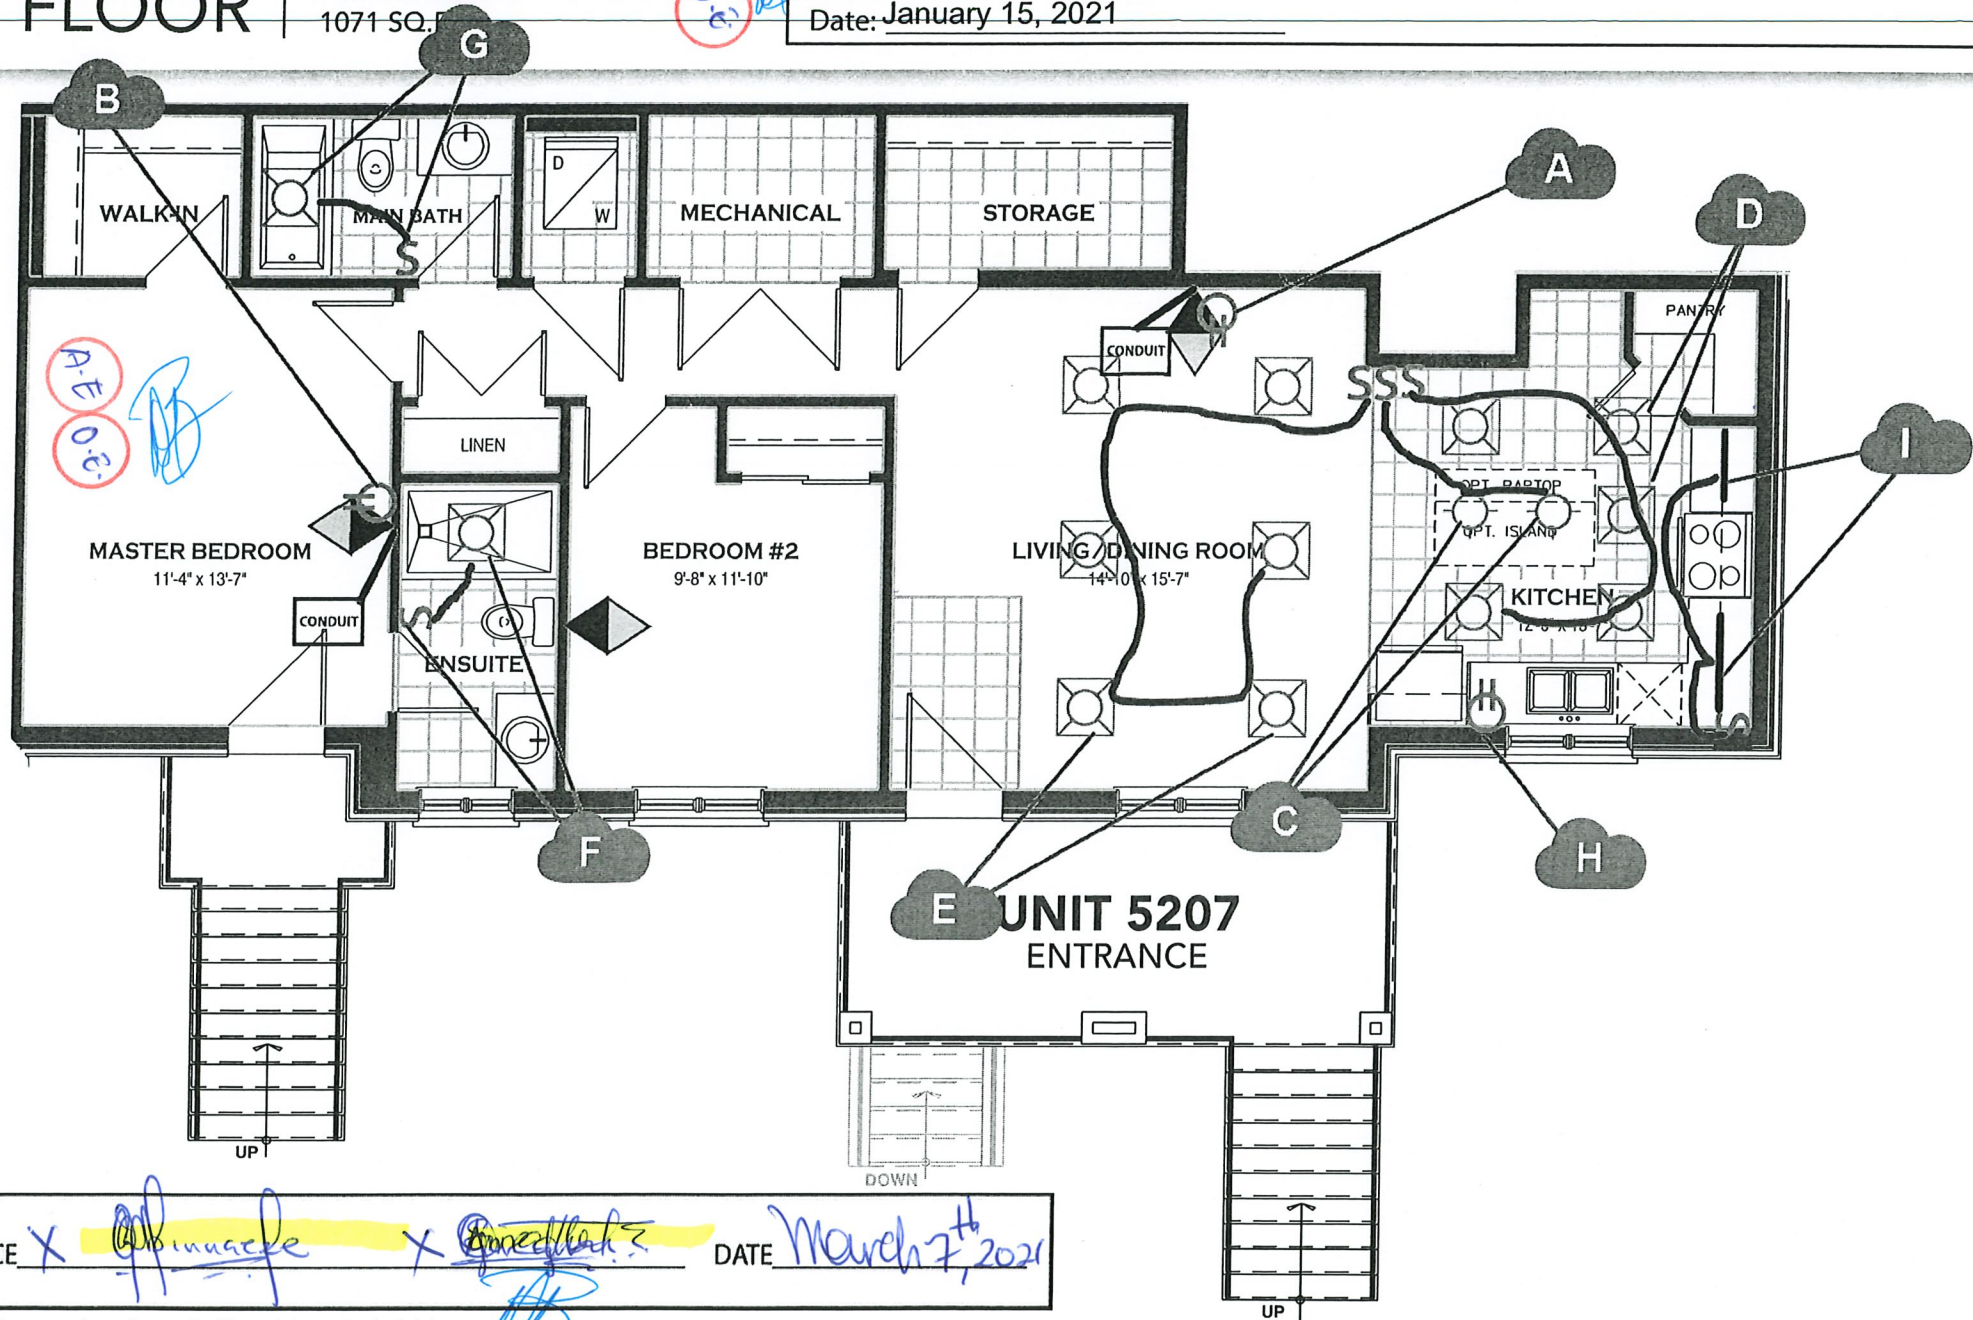 FLOOR
1071 SQ.
Date: January 15, 2021
G
B
A
D
WALK-IN
MAIN BATH
S
D
W
MECHANICAL
STORAGE
PANTRY
CONDUIT
SSS
A.E
O.E.
LINEN
I
OPT. BARTOP
OPT. ISLAND
MASTER BEDROOM
11'-4" x 13'-7"
BEDROOM #2
9'-8" x 11'-10"
LIVING/DINING ROOM
14'-10" x 15'-7"
KITCHEN
CONDUIT
S
ENSUITE
S
C
F
H
E
UNIT 5207
ENTRANCE
UP
DOWN
UP
CE X X DATE March 7th, 2021